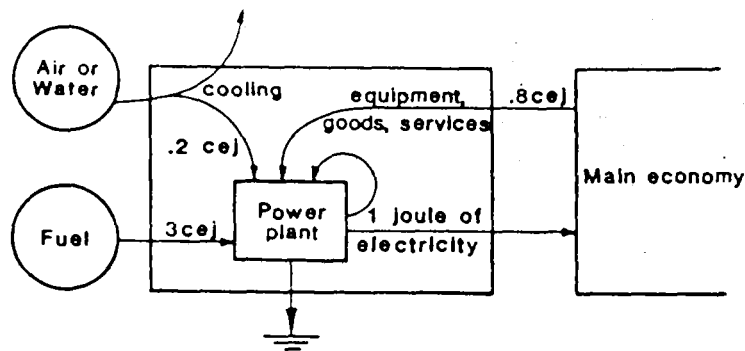 Air or
Water
cooling
equipment,
goods, services
.8cej
.2 cej
Main economy
Fuel
3cej
Power
plant
1 joule of
electricity